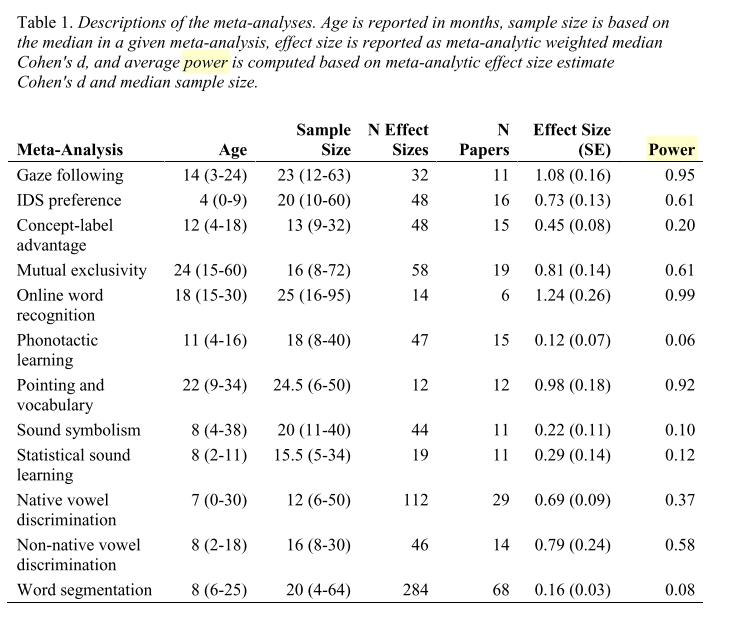 Table 1. Descriptions of the meta-analyses. Age is reported in months, sample size is based on
the median in a given meta-analysis, effect size is reported as meta-analytic weighted median
Cohen's d, and average power is computed based on meta-analytic effect size estimate
Cohen's d and median sample size.
Sample N Effect N Effect Size
Meta-Analysis Age Size Sizes Papers (SE) Power
Gaze following 14 (3-24) 23 (12-63) 32 11 1.08 (0.16) 0.95
IDS preference 4 (0-9) 20 (10-60) 48 16 0.73 (0.13) 0.61
Concept-label 12 (4-18) 13 (9-32) 48 15 0.45 (0.08) 0.20
advantage
Mutual exclusivity 24 (15-60) 16 (8-72) 58 19 0.81 (0.14) 0.61
Online word 18 (15-30) 25 (16-95) 14 6 1.24 (0.26) 0.99
recognition
Phonotactic 11 (4-16) 18 (8-40) 47 15 0.12 (0.07) 0.06
learning
Pointing and 22 (9-34) 24.5 (6-50) 12 12 0.98 (0.18) 0.92
vocabulary
Sound symbolism 8 (4-38) 20 (11-40) 44 11 0.22 (0.11) 0.10
Statistical sound 8 (2-11) 15.5 (5-34) 19 11 0.29 (0.14) 0.12
learning
Native vowel 7 (0-30) 12 (6-50) 112 29 0.69 (0.09) 0.37
discrimination
Non-native vowel 8 (2-18) 16 (8-30) 46 14 0.79 (0.24) 0.58
discrimination
Word segmentation 8 (6-25) 20 (4-64) 284 68 0.16 (0.03) 0.08